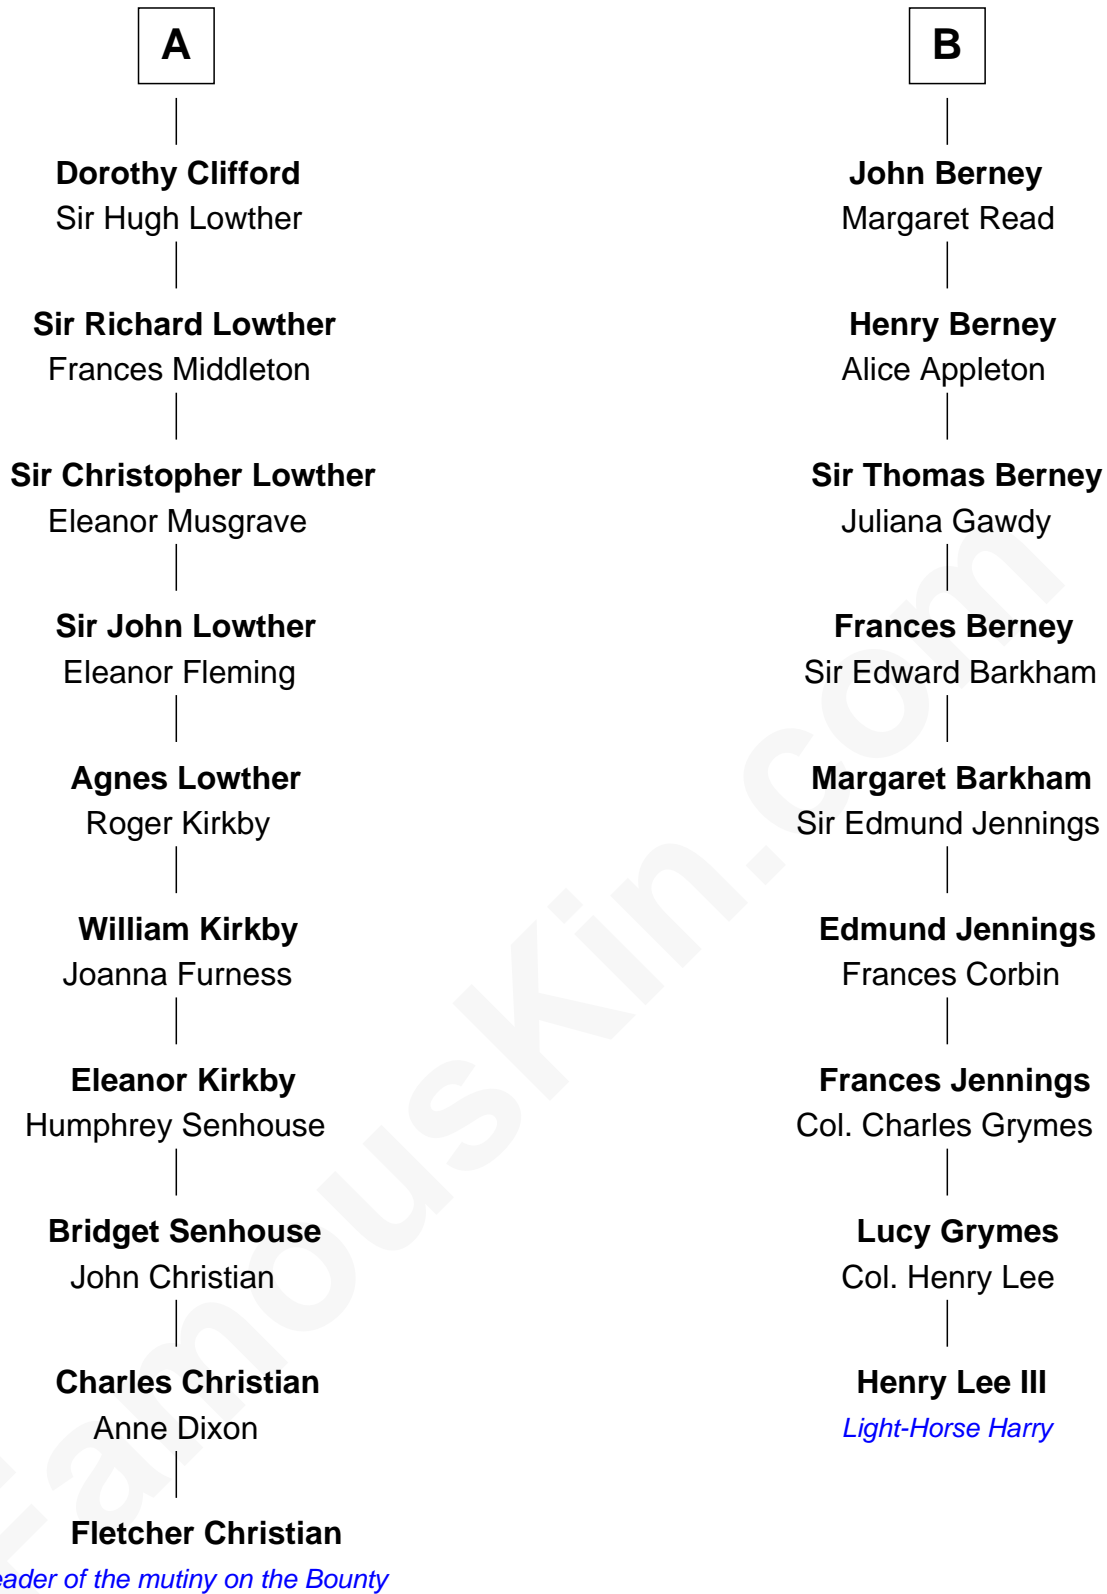 A
Dorothy Clifford
Sir Hugh Lowther
Sir Richard Lowther
Frances Middleton
Sir Christopher Lowther
Eleanor Musgrave
Sir John Lowther
Eleanor Fleming
Agnes Lowther
Roger Kirkby
William Kirkby
Joanna Furness
Eleanor Kirkby
Humphrey Senhouse
Bridget Senhouse
John Christian
Charles Christian
Anne Dixon
Fletcher Christian
eader of the mutiny on the Bounty
B
John Berney
Margaret Read
Henry Berney
Alice Appleton
Sir Thomas Berney
Juliana Gawdy
Frances Berney
Sir Edward Barkham
Margaret Barkham
Sir Edmund Jennings
Edmund Jennings
Frances Corbin
Frances Jennings
Col. Charles Grymes
Lucy Grymes
Col. Henry Lee
Henry Lee III
Light-Horse Harry
FamousKin.com